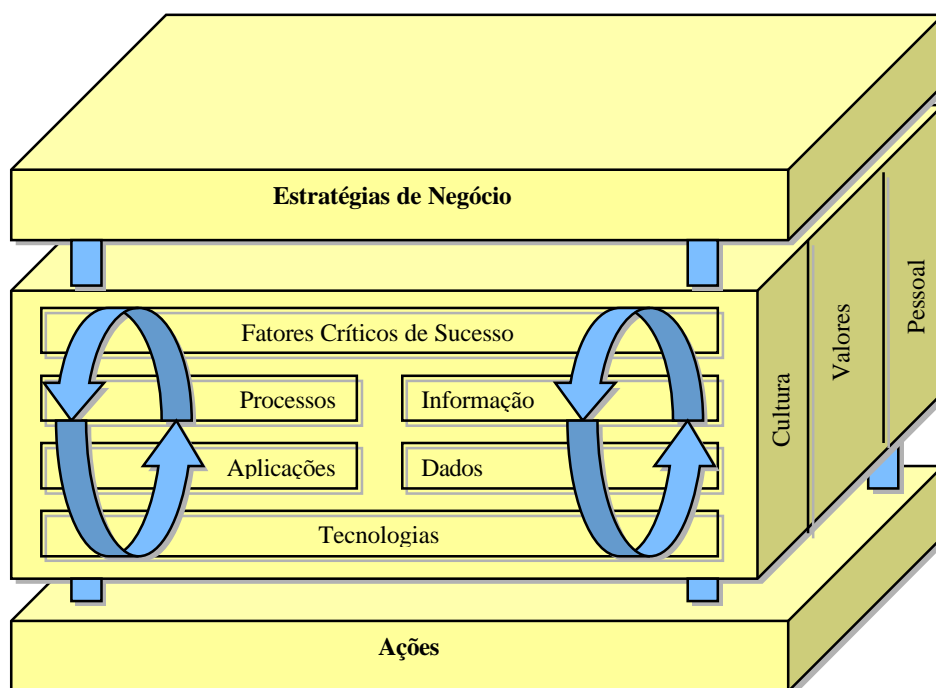 Estratégias de Negócio
Fatores Críticos de Sucesso
Processos
Informação
Aplicações
Dados
Tecnologias
Cultura
Valores
Pessoal
Ações